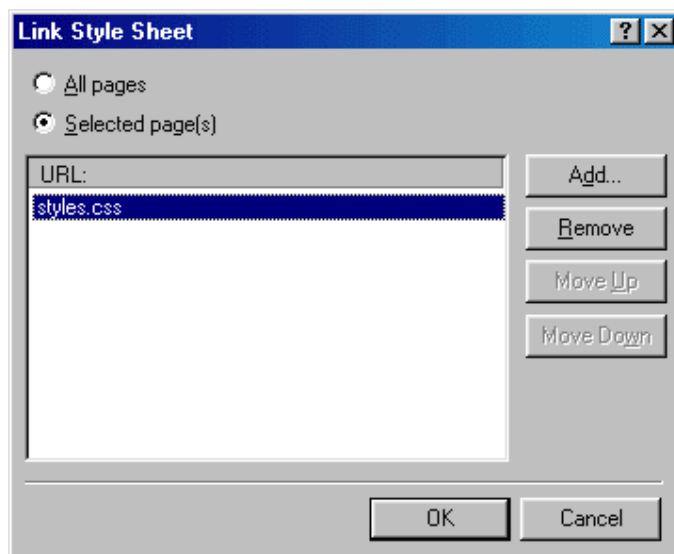 Link Style Sheet
All pages
Selected page(s)
URL:
styles.css
Add...
Remove
Move Up
Move Down
OK
Cancel